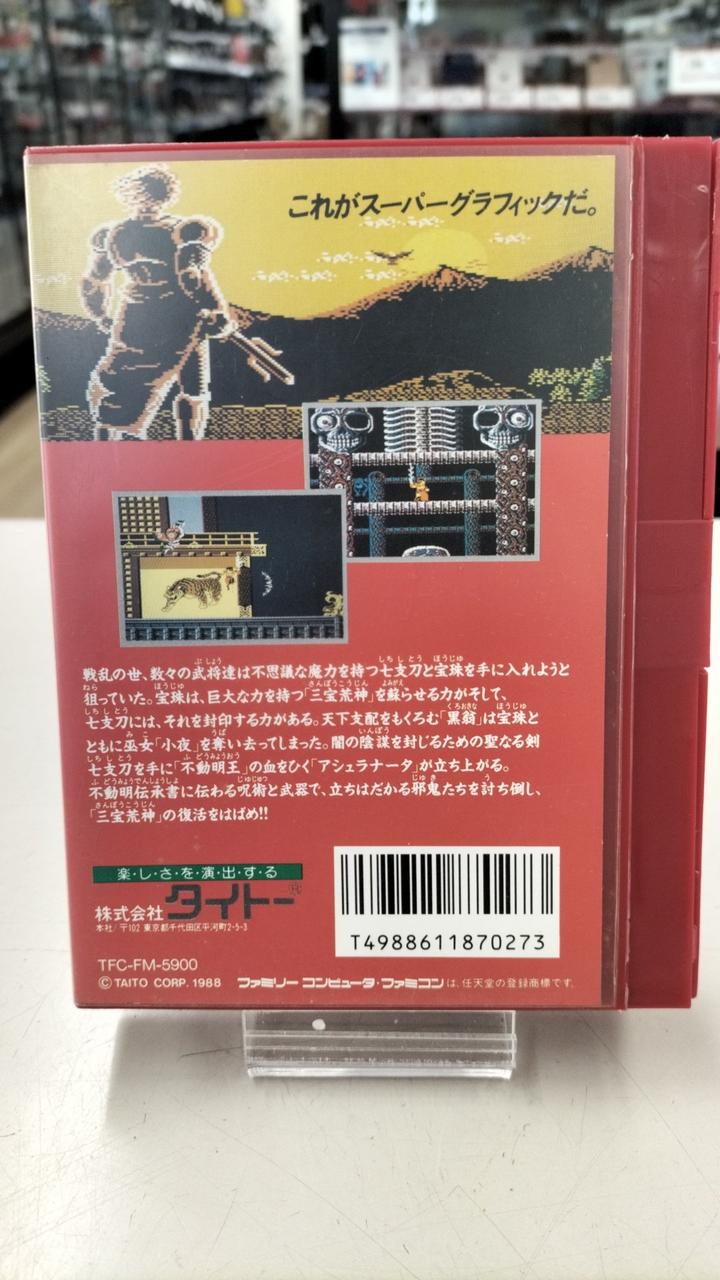 これがスーパーグラフィックだ。
戦乱の世、数々の武将達は不思議な魔力を持つ七支刀と宝珠を手に入れようと
狙っていた。宝珠は、巨大な力を持つ「三宝荒神」を蘇らせる力がそして、
七支刀には、それを封印する力がある。天下支配をもくろむ「黒翁」は宝珠と
ともに巫女「小夜」を奪い去ってしまった。闇の陰謀を封じるための聖なる剣
七支刀を手に「不動明王」の血をひく「アシュラナータ」が立ち上がる。
不動明伝承書に伝わる呪術と武器で、立ちはだかる邪鬼たちを討ち倒し、
「三宝荒神」の復活をはばめ!!
楽・し・さ・を・演・出・す・る
株式会社 タイトー®
本社/〒102 東京都千代田区平河町2-5-3
T4988611870273
TFC-FM-5900
©TAITO CORP. 1988 ファミリーコンピュータ・ファミコンは、任天堂の登録商標です。